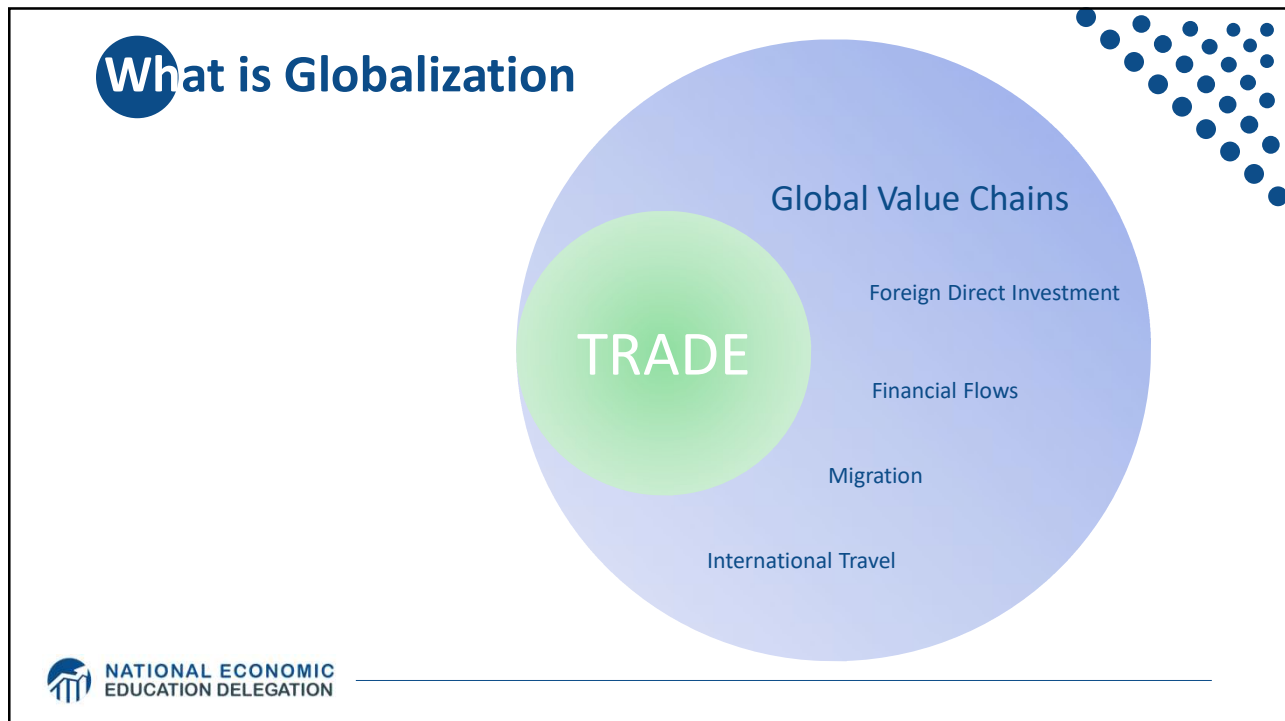 What is Globalization
Global Value Chains
Foreign Direct Investment
TRADE
Financial Flows
Migration
International Travel
NATIONAL ECONOMIC
EDUCATION DELEGATION